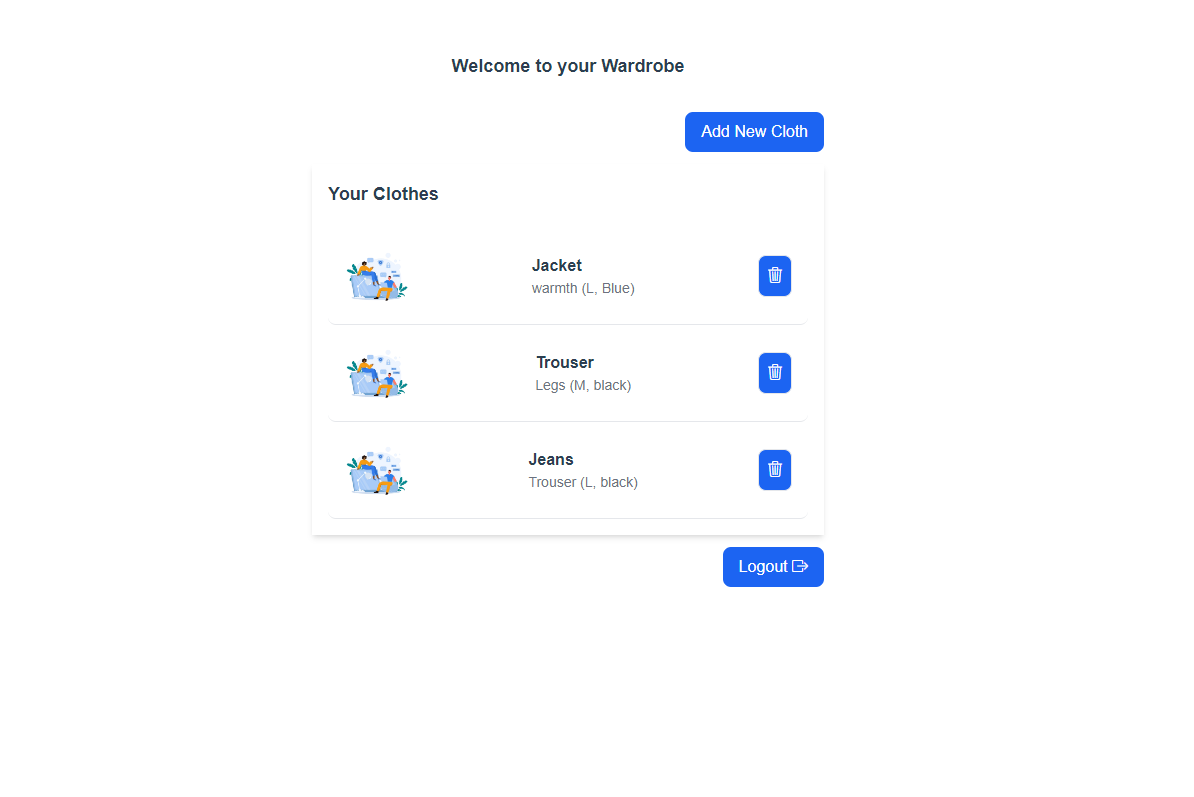 Welcome to your Wardrobe
Add New Cloth
Your Clothes
Jacket
warmth (L, Blue)
Trouser
Legs (M, black)
Jeans
Trouser (L, black)
Logout